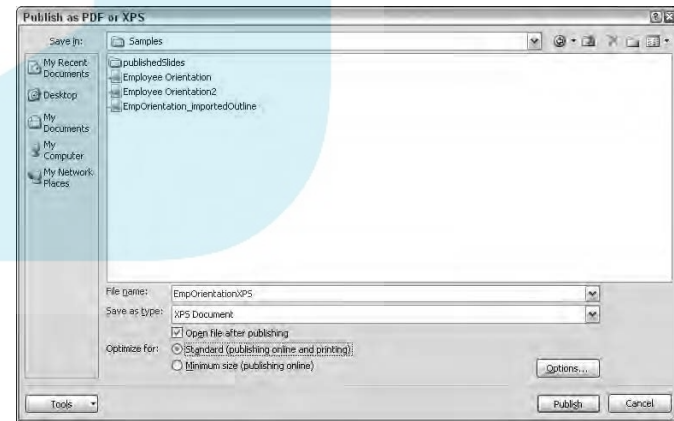 Publish as PDF or XPS
Save in:
Samples
My Recent
Documents
Desktop
My
Documents
My
Computer
My Network
Places
publishedSlides
Employee Orientation
Employee Orientation2
EmpOrientation_importedOutline
File name:
EmpOrientationXPS
Save as type:
XPS Document
Open file after publishing
Optimize for:
Standard (publishing online and printing)
Minimum size (publishing online)
Options...
Tools
Publish
Cancel